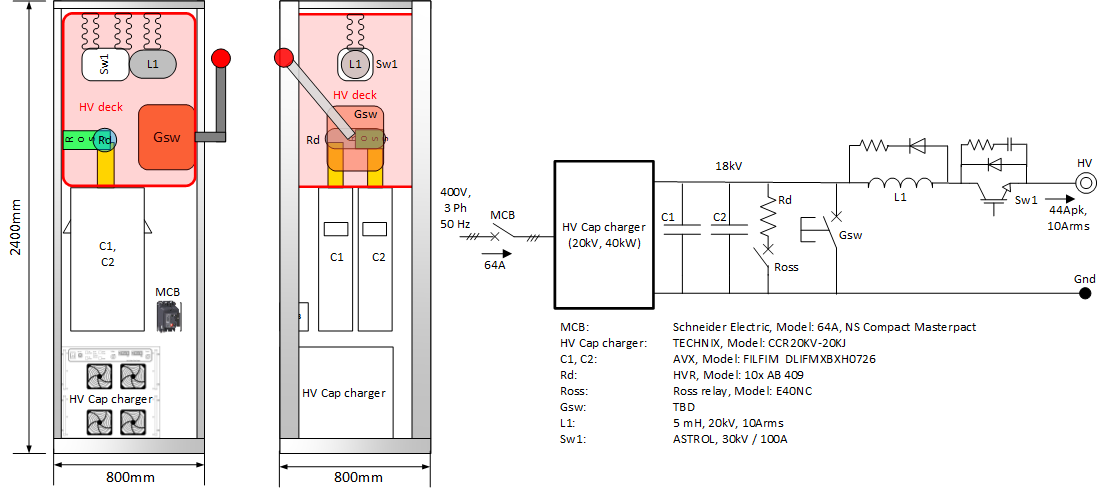 2400mm
Sw1
L1
HV deck
R o s s
Rd
Gsw
C1,
C2
MCB
HV Cap charger
800mm
L1
Sw1
HV deck
Gsw
Rd
C1
C2
HV Cap charger
800mm
400V,
3 Ph
50 Hz
MCB
64A
HV Cap charger
(20kV, 40kW)
18kV
C1
C2
Rd
Ross
Gsw
L1
Sw1
HV
44Apk,
10Arms
Gnd
MCB: Schneider Electric, Model: 64A, NS Compact Masterpact
HV Cap charger: TECHNIX, Model: CCR20KV-20KJ
C1, C2: AVX, Model: FILFIM DLIFMXBXH0726
Rd: HVR, Model: 10x AB 409
Ross: Ross relay, Model: E40NC
Gsw: TBD
L1: 5 mH, 20kV, 10Arms
Sw1: ASTROL, 30kV / 100A